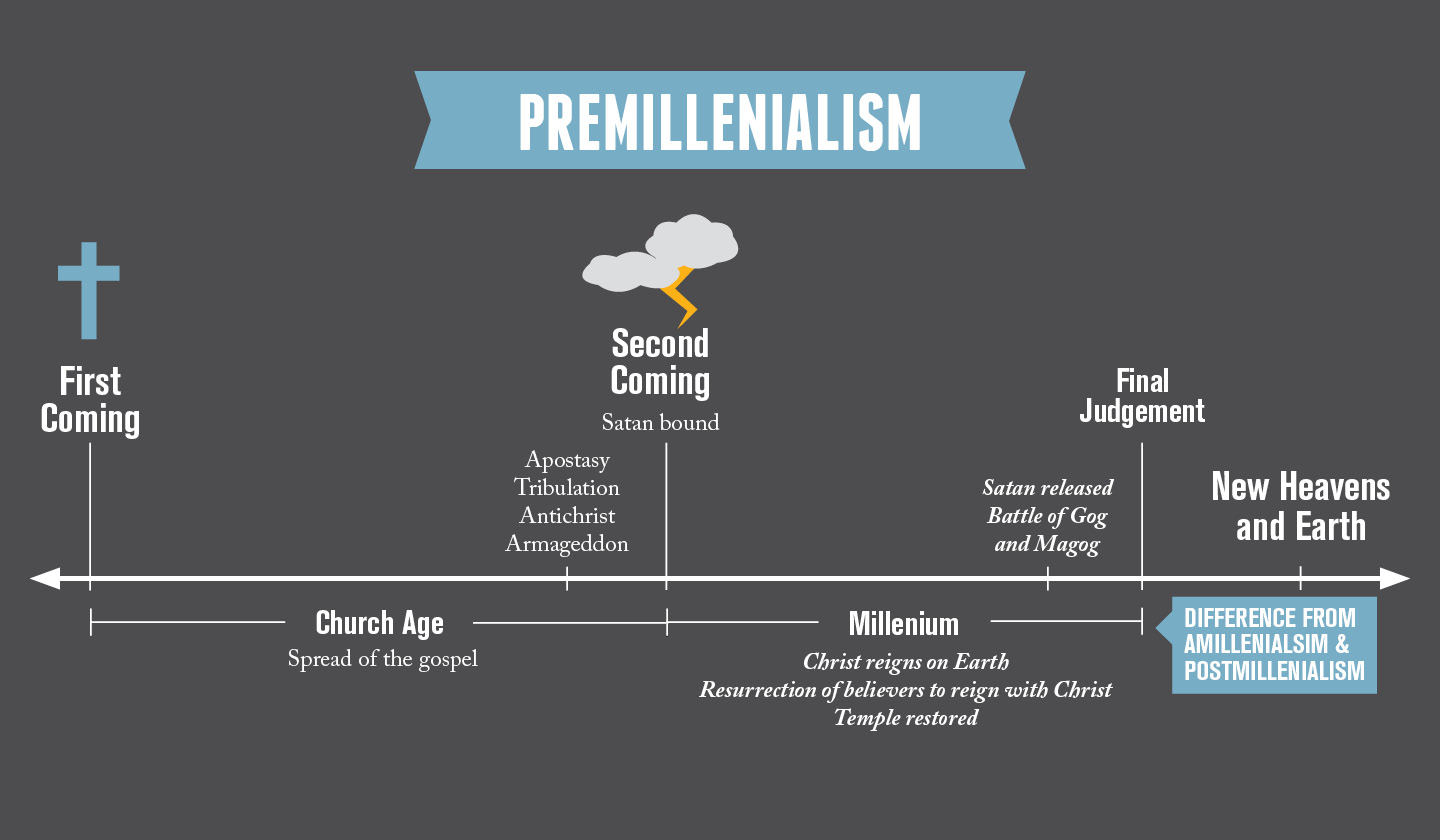 PREMILLENIALISM
First
Coming
Second
Coming
Satan bound
Apostasy
Tribulation
Antichrist
Armageddon
Satan released
Battle of Gog
and Magog
Final
Judgement
New Heavens
and Earth
Church Age
Spread of the gospel
Millenium
Christ reigns on Earth
Resurrection of believers to reign with Christ
Temple restored
DIFFERENCE FROM
AMILLENIALSIM &
POSTMILLENIALISM